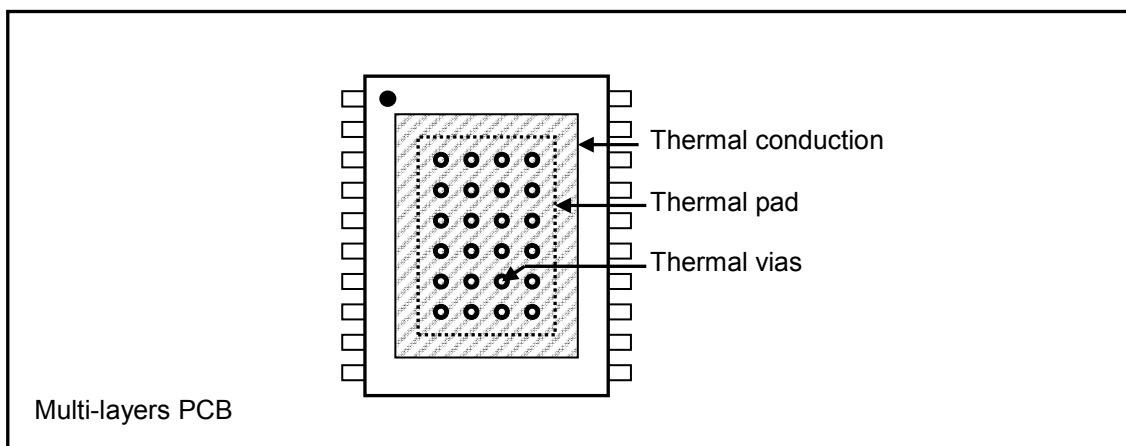 Thermal conduction
Thermal pad
Thermal vias
Multi-layers PCB